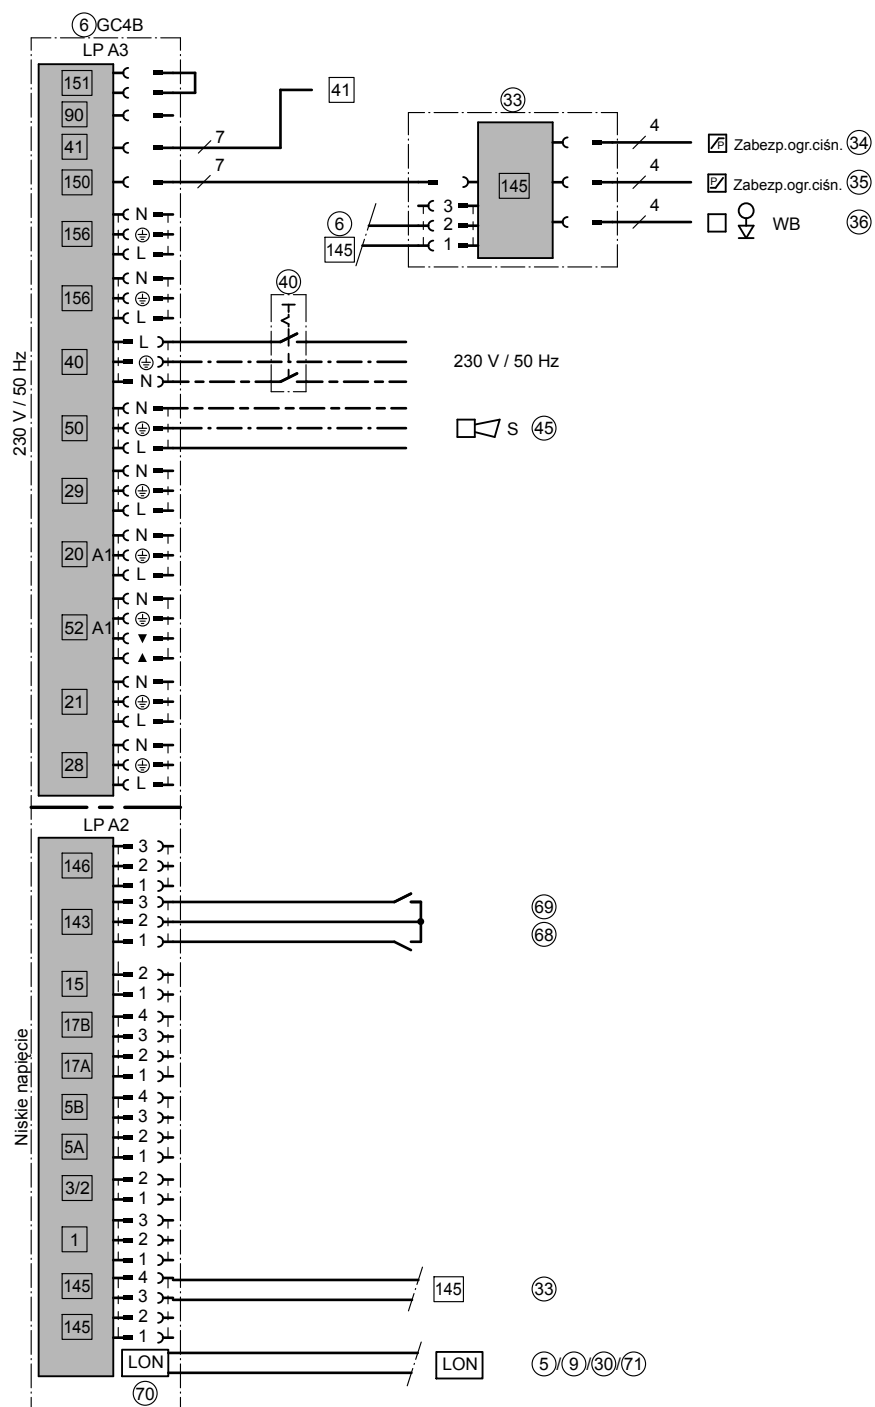 6 GC4B
LP A3
151
90
41 7 41
150 7
33
145
4 P Zabezp.ogr.ciśn. 34
4 P Zabezp.ogr.ciśn. 35
4 WB 36
3
6 2
145 1
156 N
L
156 N
L
40
L
40
N
230 V / 50 Hz
230 V / 50 Hz
50 N
L
S 45
29 N
L
20 A1 N
L
52 A1 N
21 N
L
28 N
L
LP A2
Niskie napięcie
146 3
2
1
143 3
2
1
69
68
15 2
1
17B 4
3
17A 2
1
5B 4
3
5A 2
1
3/2 2
1
1 3
2
1
145 4
3
145 33
145 2
1
LON LON 5/9/30/71
70